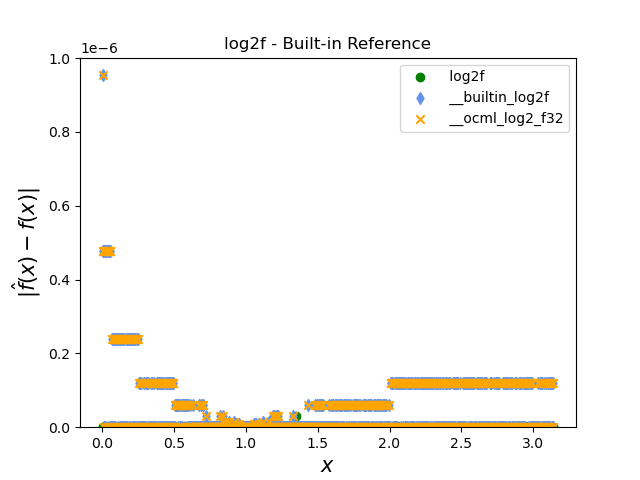 log2f - Built-in Reference
1e−6
1.0
0.8
0.6
0.4
0.2
0.0
|f̂(x) − f(x)|
log2f
__builtin_log2f
__ocml_log2_f32
0.0 0.5 1.0 1.5 2.0 2.5 3.0
x